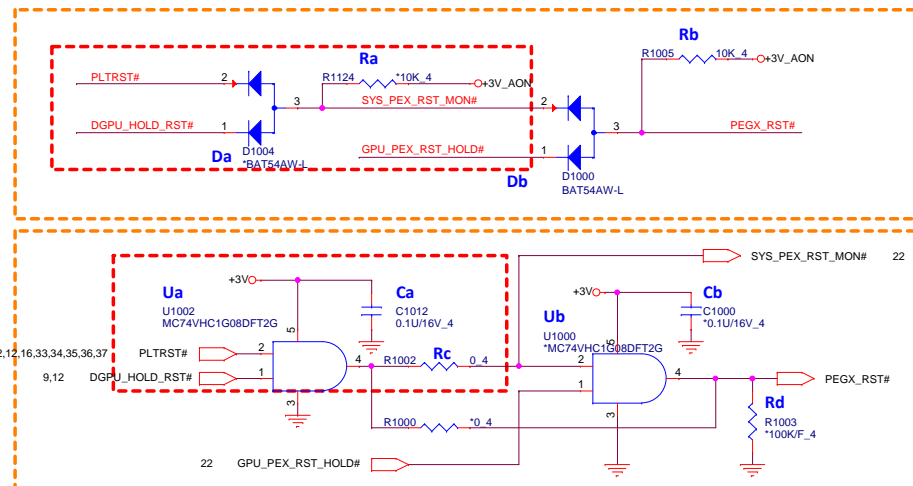 Rb
Ra
R1005
10K_4
+3V_AON
PLTRST#
2
R1124
*10K_4
+3V_AON
3
SYS_PEX_RST_MON#
2
DGPU_HOLD_RST#
1
3
PEGX_RST#
D1004
*BAT54AW-L
Da
GPU_PEX_RST_HOLD#
1
D1000
BAT54AW-L
Db
SYS_PEX_RST_MON# 22
+3V
Ua
U1002
MC74VHC1G08DFT2G
Ca
C1012
0.1U/16V_4
+3V
Cb
C1000
*0.1U/16V_4
Ub
U1000
*MC74VHC1G08DFT2G
5
5
2,12,16,33,34,35,36,37
PLTRST#
2
4
R1002
Rc
0_4
2
9,12
DGPU_HOLD_RST#
1
1
4
PEGX_RST#
3
3
Rd
R1003
*100K/F_4
R1000
*0_4
22
GPU_PEX_RST_HOLD#